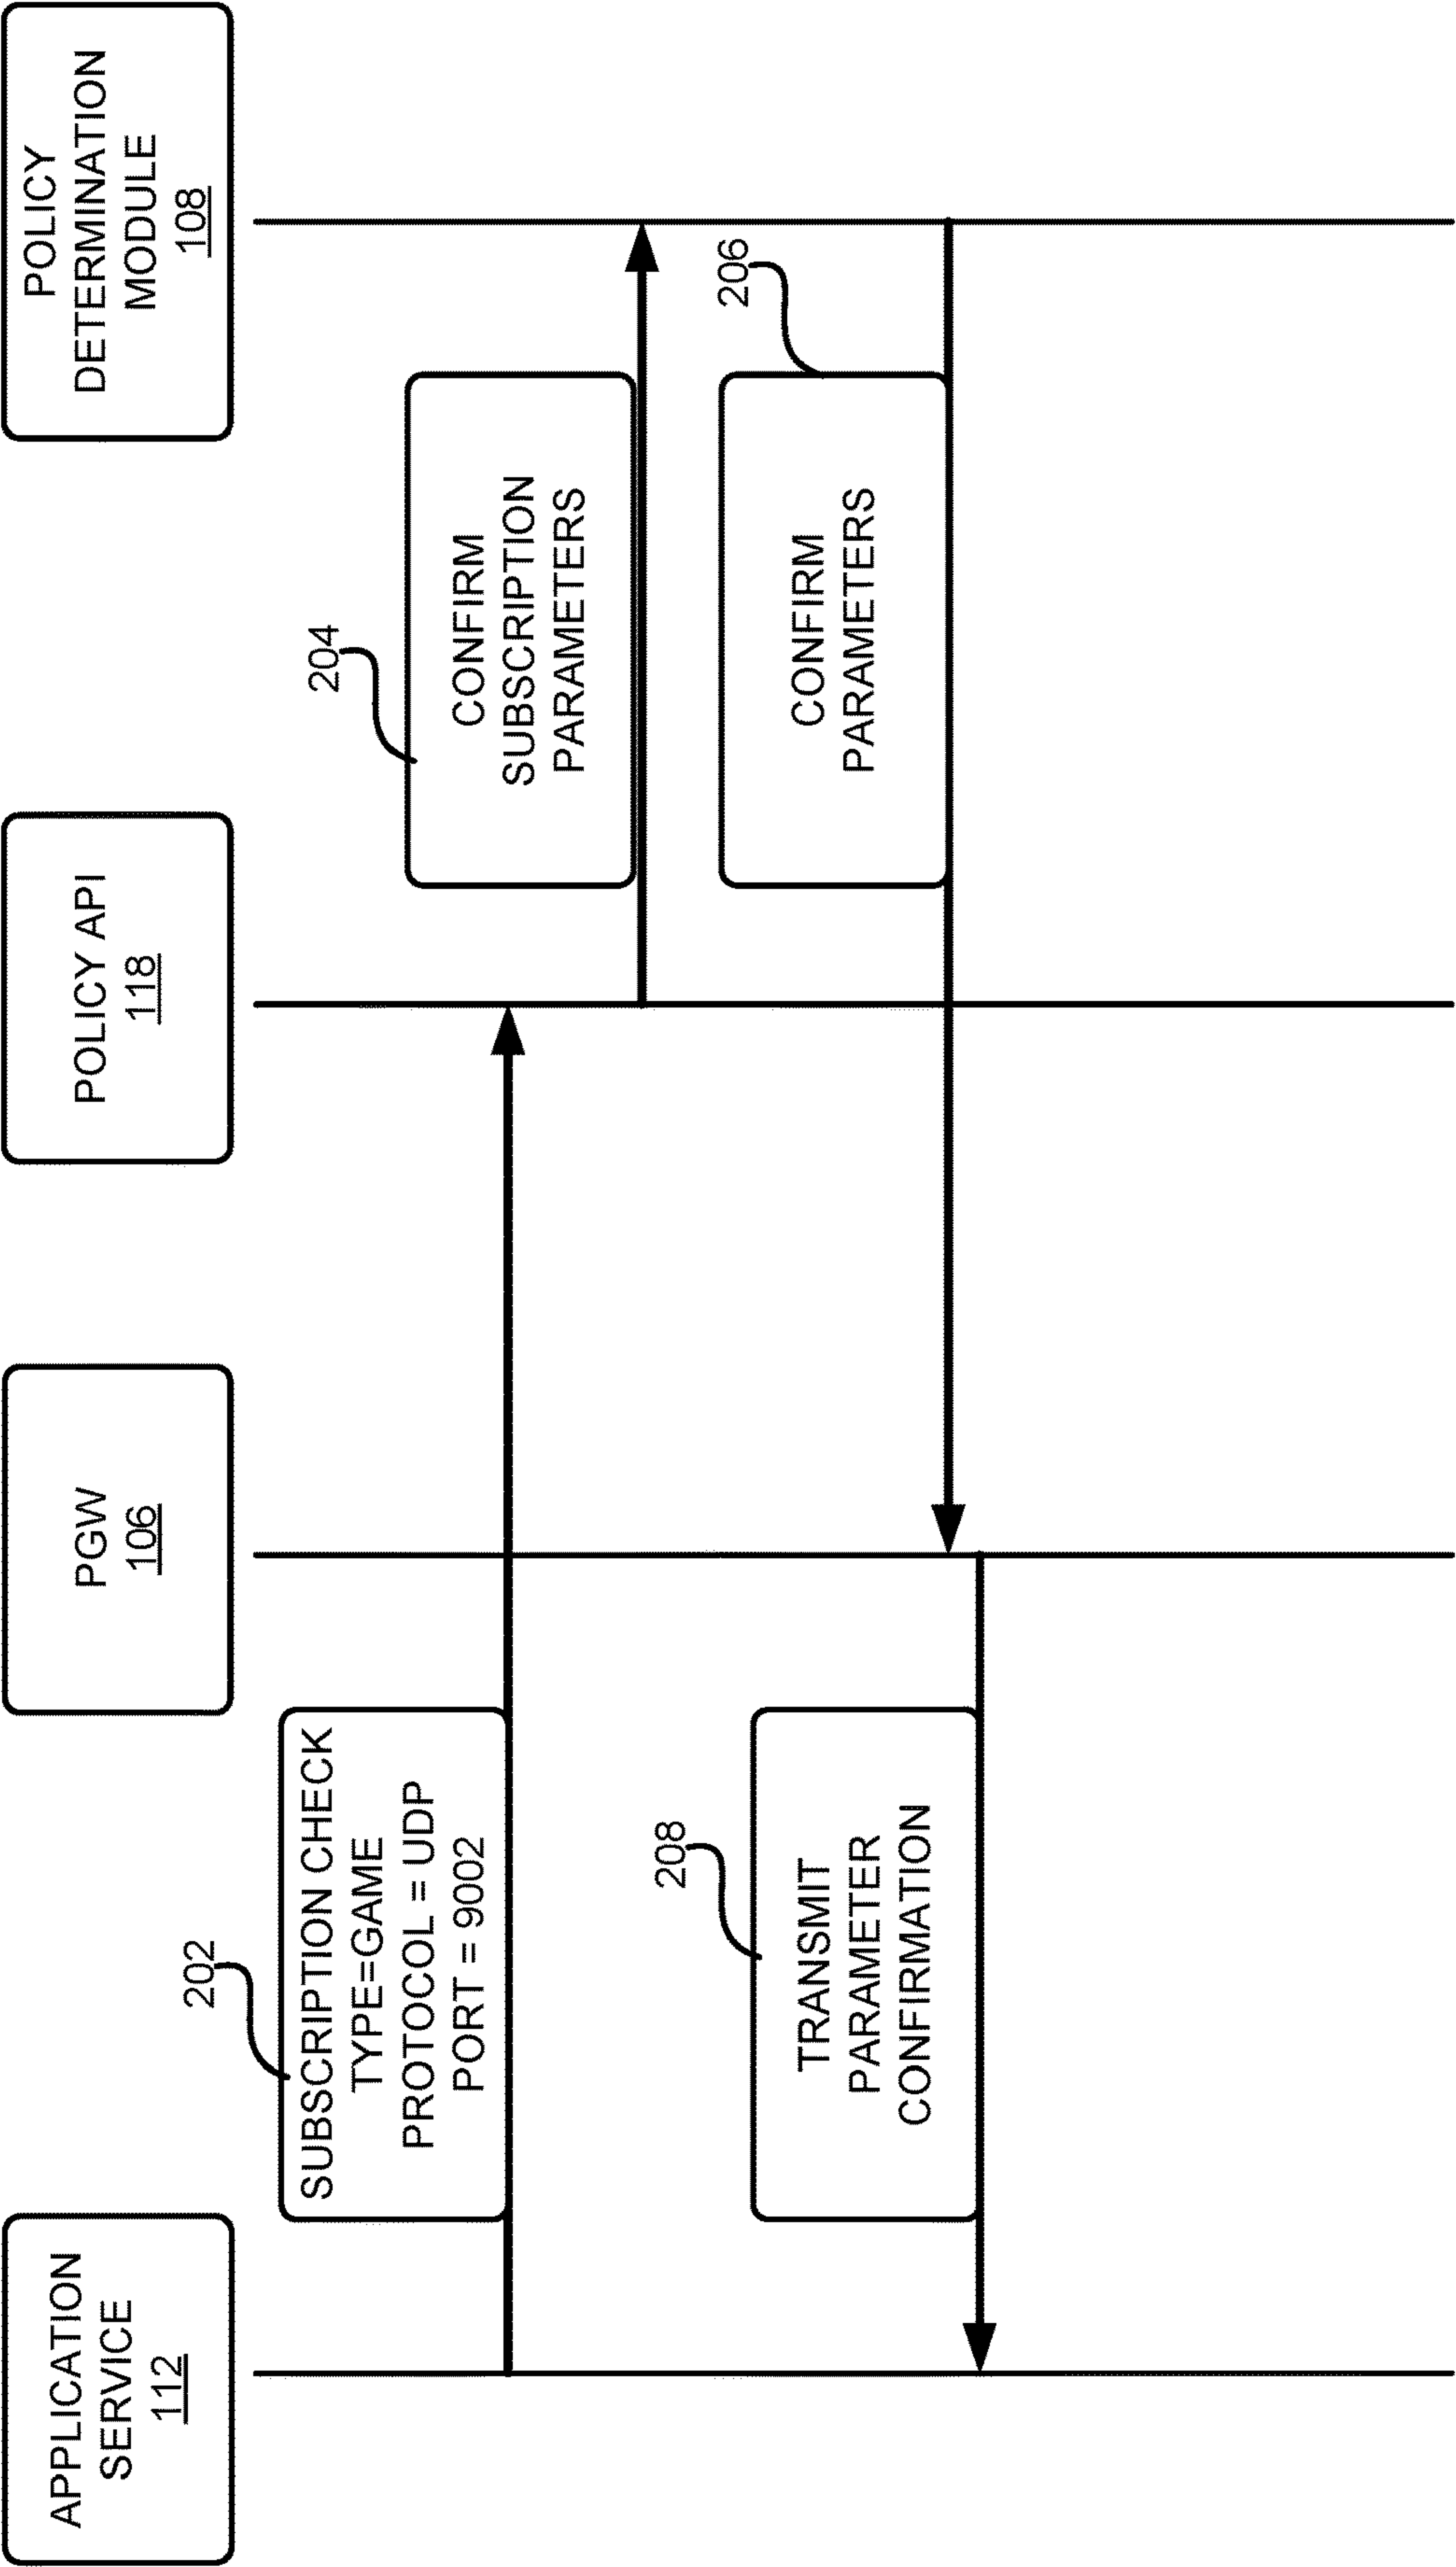 APPLICATION
SERVICE
112
PGW
106
POLICY API
118
POLICY
DETERMINATION
MODULE
108
202
SUBSCRIPTION CHECK
TYPE=GAME
PROTOCOL = UDP
PORT = 9002
204
CONFIRM
SUBSCRIPTION
PARAMETERS
206
CONFIRM
PARAMETERS
208
TRANSMIT
PARAMETER
CONFIRMATION